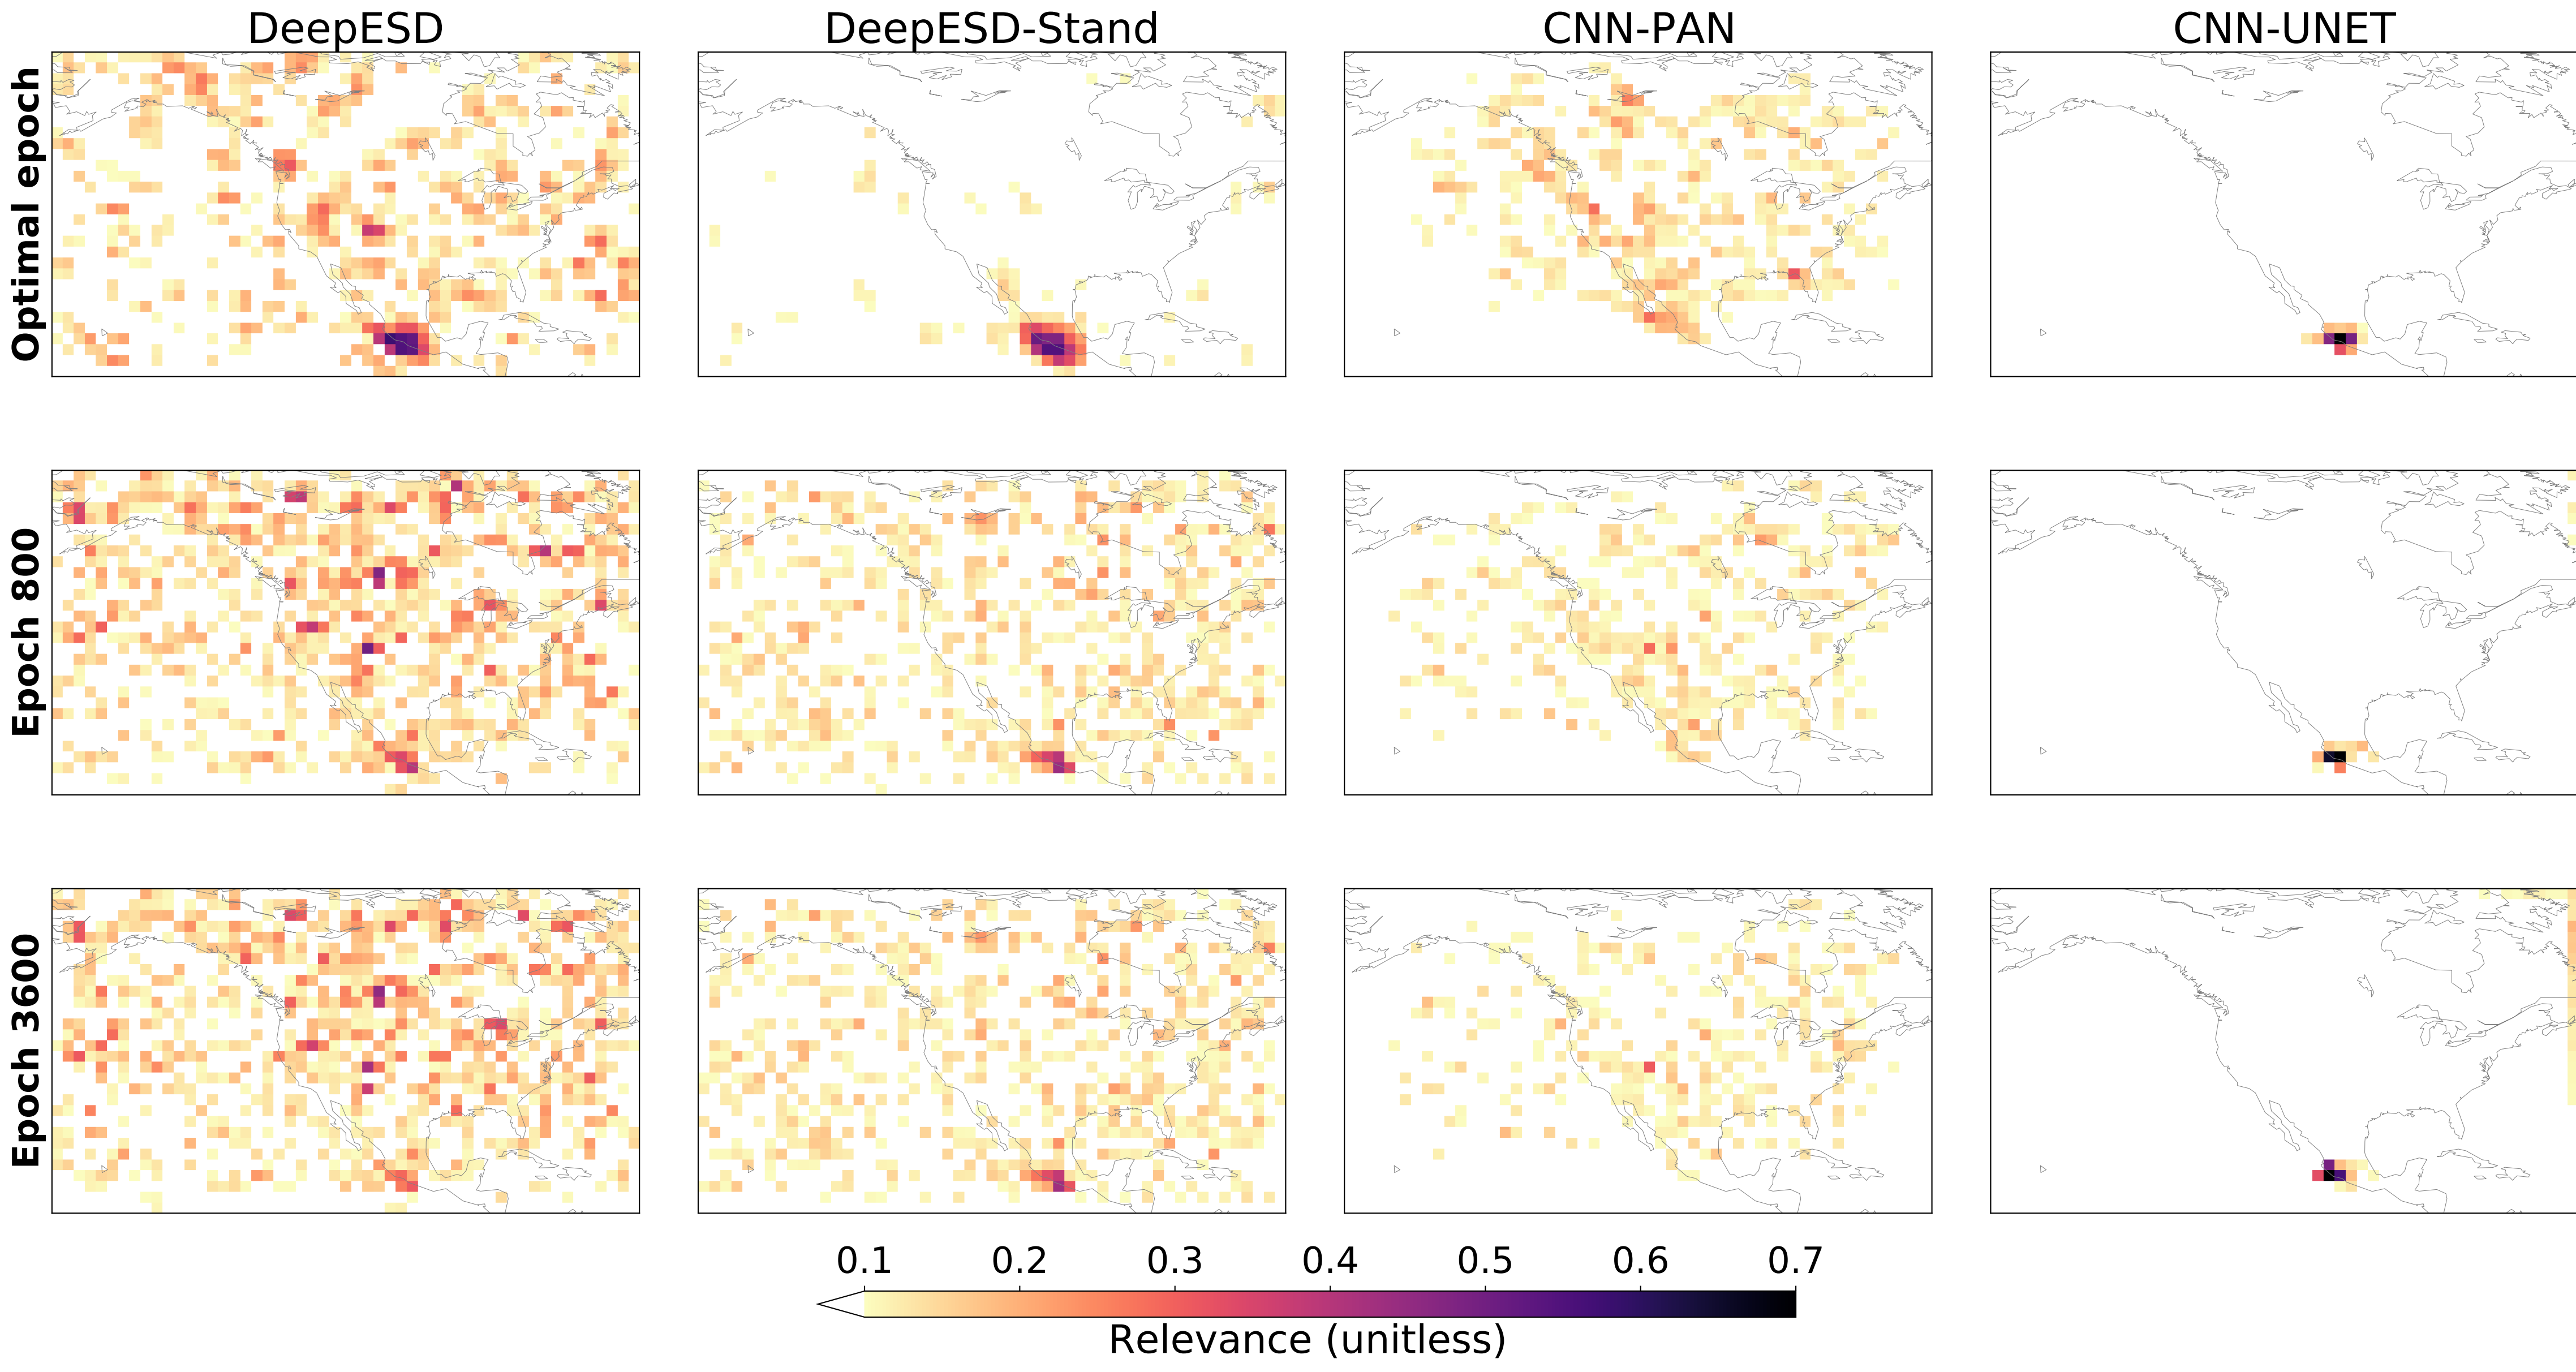 DeepESD DeepESD-Stand CNN-PAN CNN-UNET
Optimal epoch
Epoch 800
Epoch 3600
0.1 0.2 0.3 0.4 0.5 0.6 0.7
Relevance (unitless)